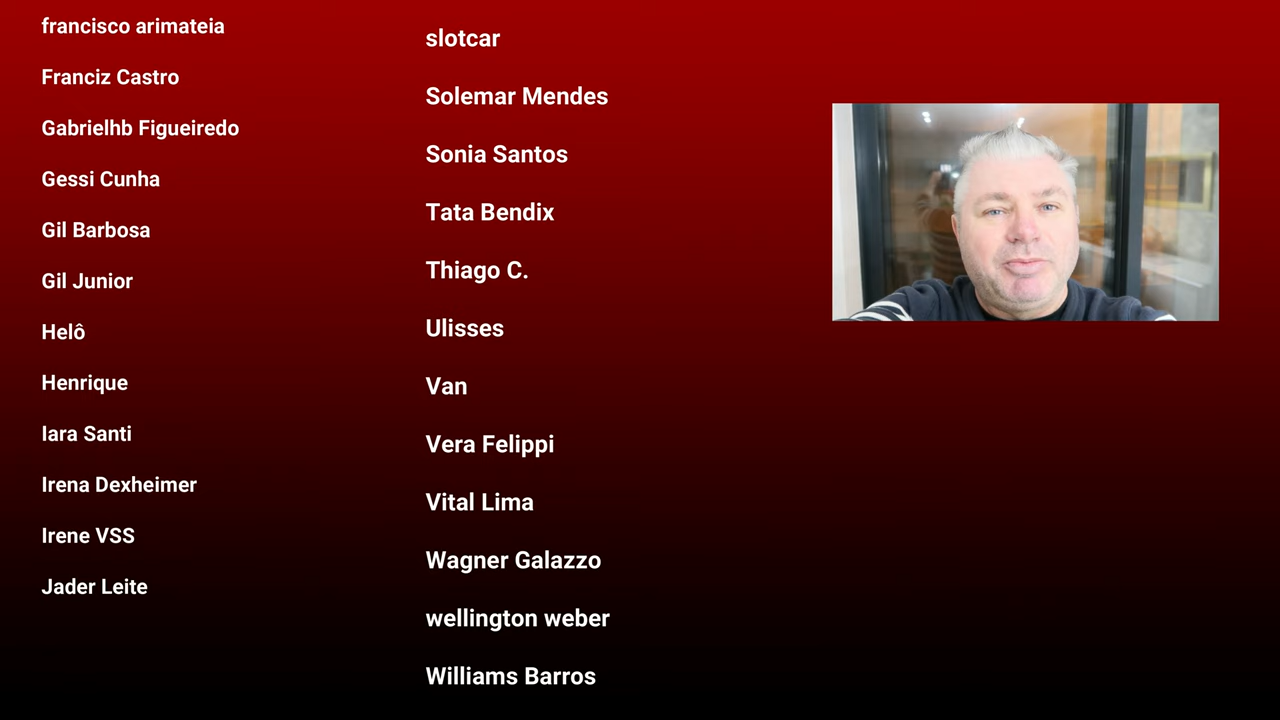 francisco arimateia
Franciz Castro
Gabrielhb Figueiredo
Gessi Cunha
Gil Barbosa
Gil Junior
Helô
Henrique
Iara Santi
Irena Dexheimer
Irene VSS
Jader Leite
slotcar
Solemar Mendes
Sonia Santos
Tata Bendix
Thiago C.
Ulisses
Van
Vera Felippi
Vital Lima
Wagner Galazzo
wellington weber
Williams Barros